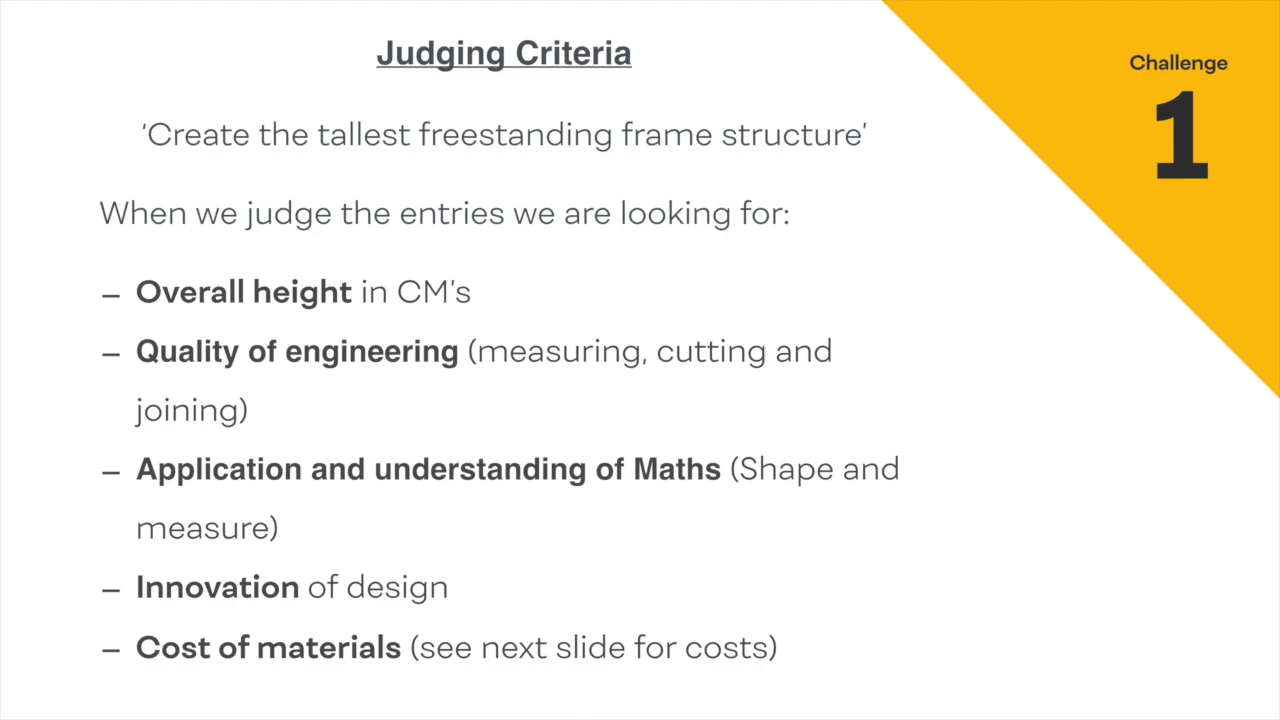 Judging Criteria
Challenge
1
‘Create the tallest freestanding frame structure’
When we judge the entries we are looking for:
– Overall height in CM's
– Quality of engineering (measuring, cutting and
joining)
– Application and understanding of Maths (Shape and
measure)
– Innovation of design
– Cost of materials (see next slide for costs)